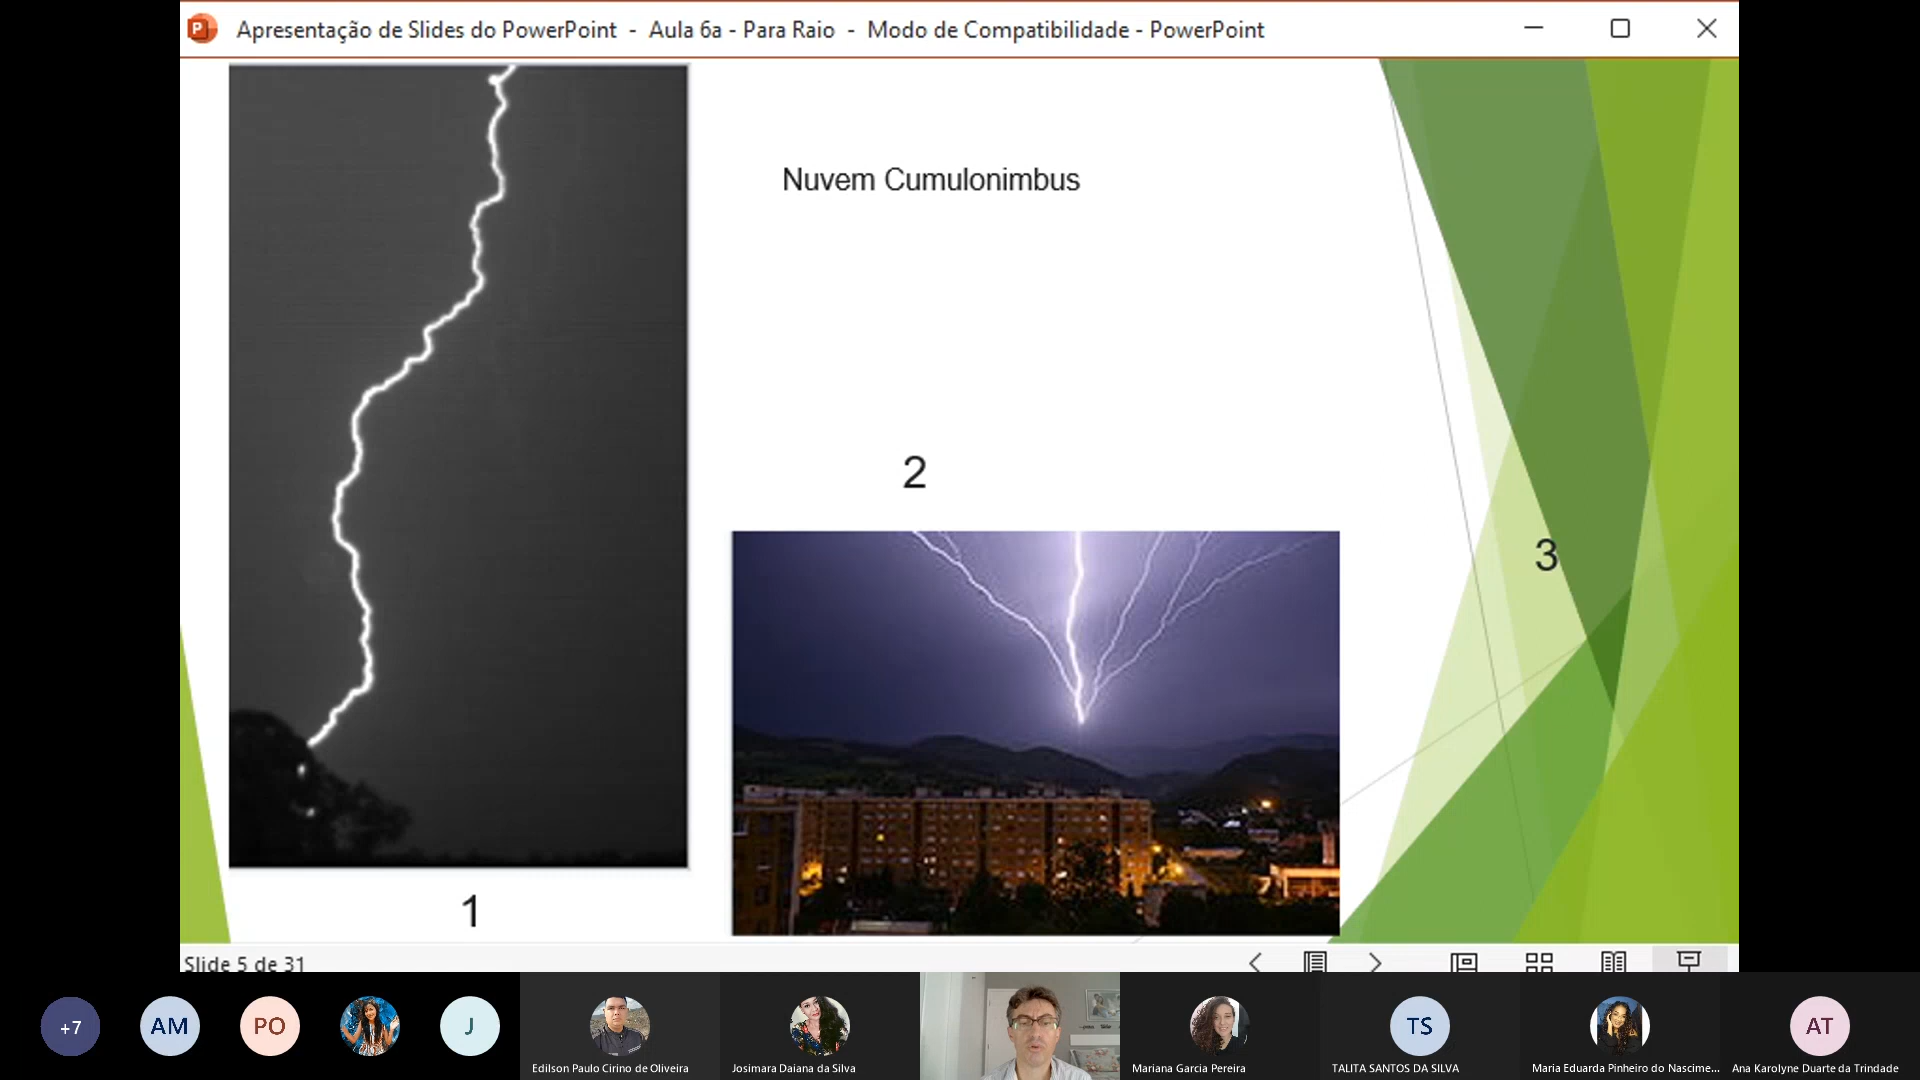 Apresentação de Slides do PowerPoint - Aula 6a - Para Raio - Modo de Compatibilidade - PowerPoint
Nuvem Cumulonimbus
2
3
1
Slide 5 de 31
+7
AM
PO
J
TS
AT
Edilson Paulo Cirino de Oliveira
Josimara Daiana da Silva
Mariana Garcia Pereira
TALITA SANTOS DA SILVA
Maria Eduarda Pinheiro do Nascime...
Ana Karolyne Duarte da Trindade